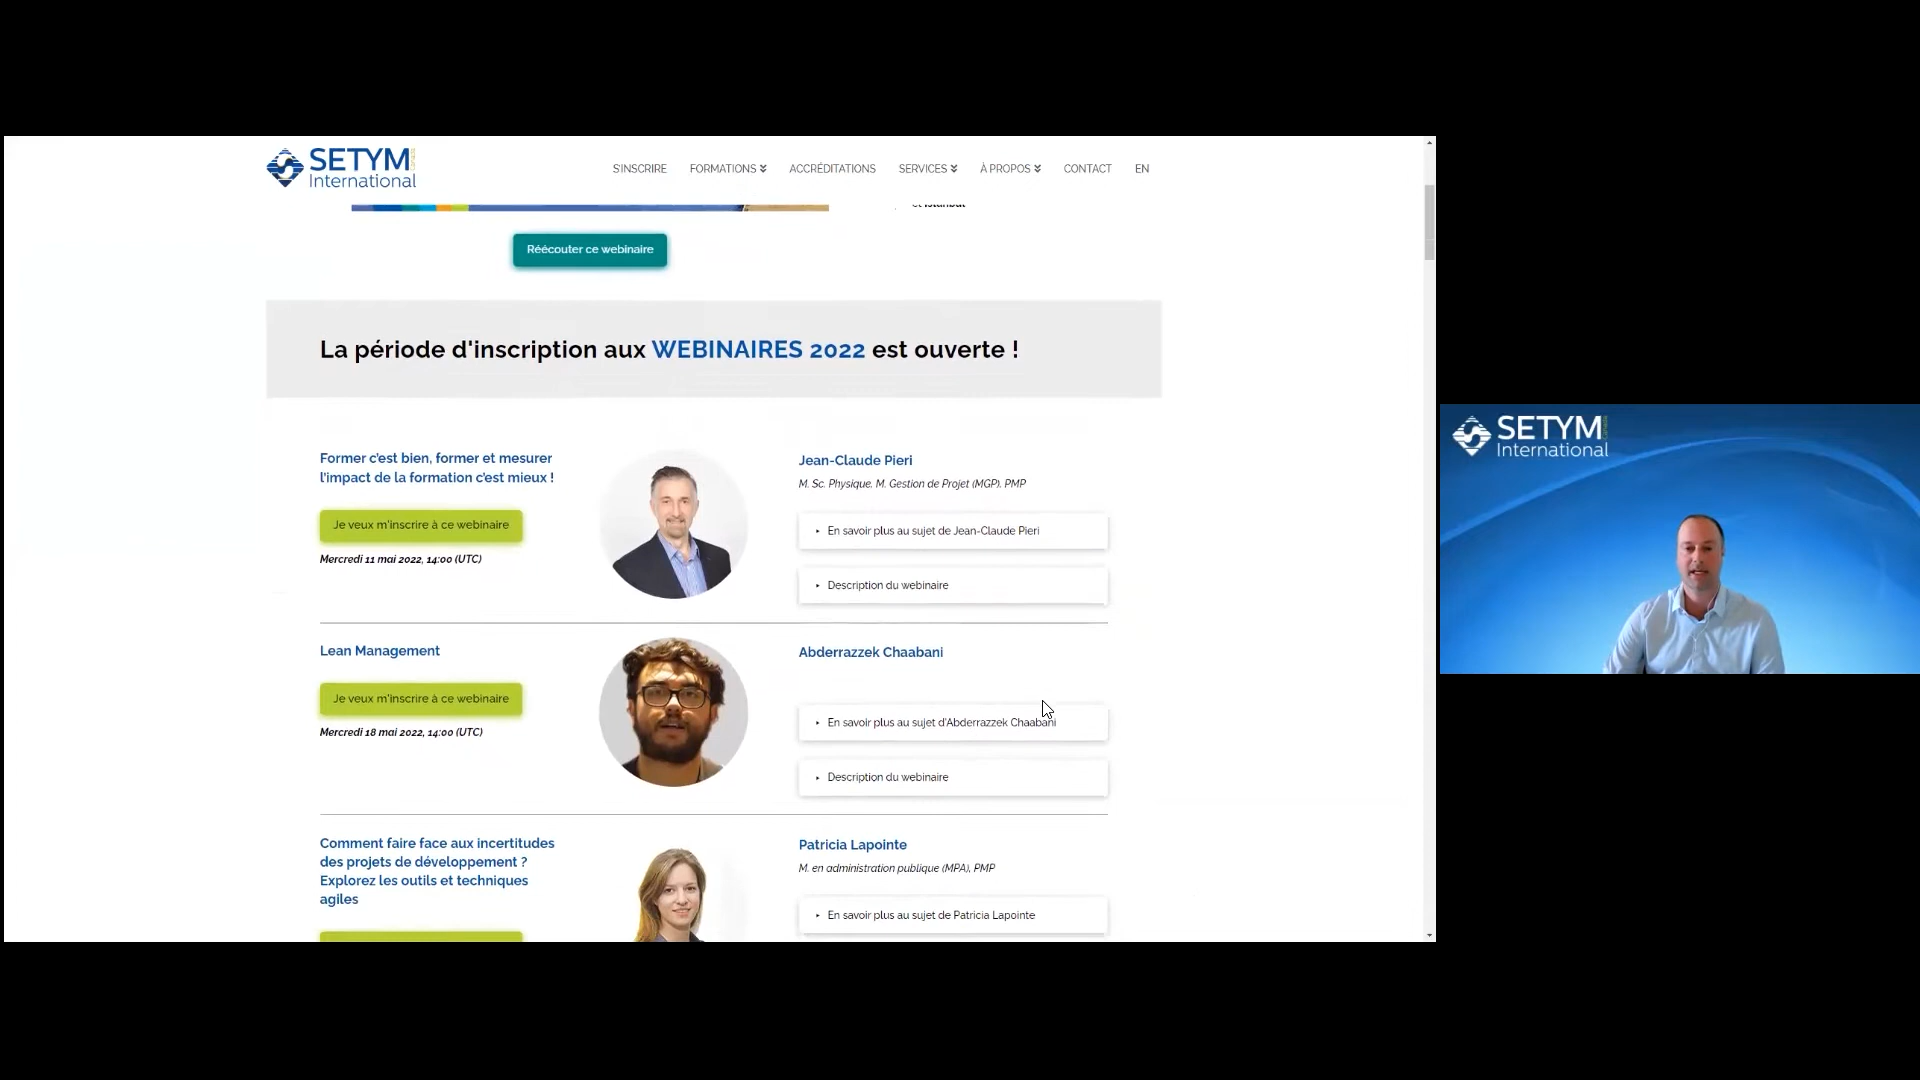 SETYM
International
S'INSCRIRE FORMATIONS ACCRÉDITATIONS SERVICES À PROPOS CONTACT EN
et Istanbul
Réécouter ce webinaire
La période d'inscription aux WEBINAIRES 2022 est ouverte !
Former c'est bien, former et mesurer
l'impact de la formation c'est mieux !
Je veux m'inscrire à ce webinaire
Mercredi 11 mai 2022, 14:00 (UTC)
Jean-Claude Pieri
M. Sc. Physique. M. Gestion de Projet (MGP). PMP
En savoir plus au sujet de Jean-Claude Pieri
Description du webinaire
Lean Management
Je veux m'inscrire à ce webinaire
Mercredi 18 mai 2022, 14:00 (UTC)
Abderrazzek Chaabani
En savoir plus au sujet d'Abderrazzek Chaabani
Description du webinaire
Comment faire face aux incertitudes
des projets de développement ?
Explorez les outils et techniques
agiles
Patricia Lapointe
M. en administration publique (MPA), PMP
En savoir plus au sujet de Patricia Lapointe
SETYM
International